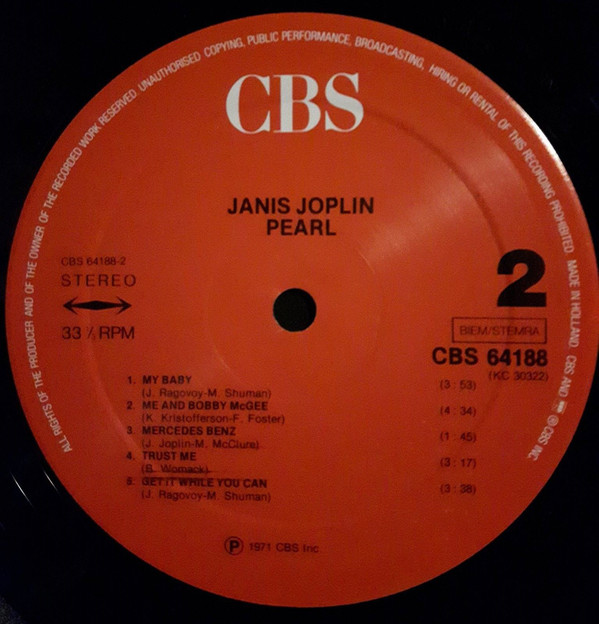 ALL RIGHTS OF THE PRODUCER AND OF THE OWNER OF THE RECORDED WORK RESERVED. UNAUTHORISED COPYING, PUBLIC PERFORMANCE, BROADCASTING, HIRING OR RENTAL OF THIS RECORDING PROHIBITED. MADE IN HOLLAND CBS AND ® CBS INC
CBS
JANIS JOPLIN
PEARL
CBS 64188-2
STEREO
33 ⅓ RPM
2
BIEM/STEMRA
CBS 64188
(KC 30322)
1. MY BABY (3 : 53)
(J. Ragovoy-M. Shuman)
2. ME AND BOBBY McGEE (4 : 34)
(K. Kristofferson-F. Foster)
3. MERCEDES BENZ (1 : 45)
(J. Joplin-M. McClure)
4. TRUST ME (3 : 17)
(B. Womack)
5. GET IT WHILE YOU CAN (3 : 38)
(J. Ragovoy-M. Shuman)
Ⓟ 1971 CBS Inc